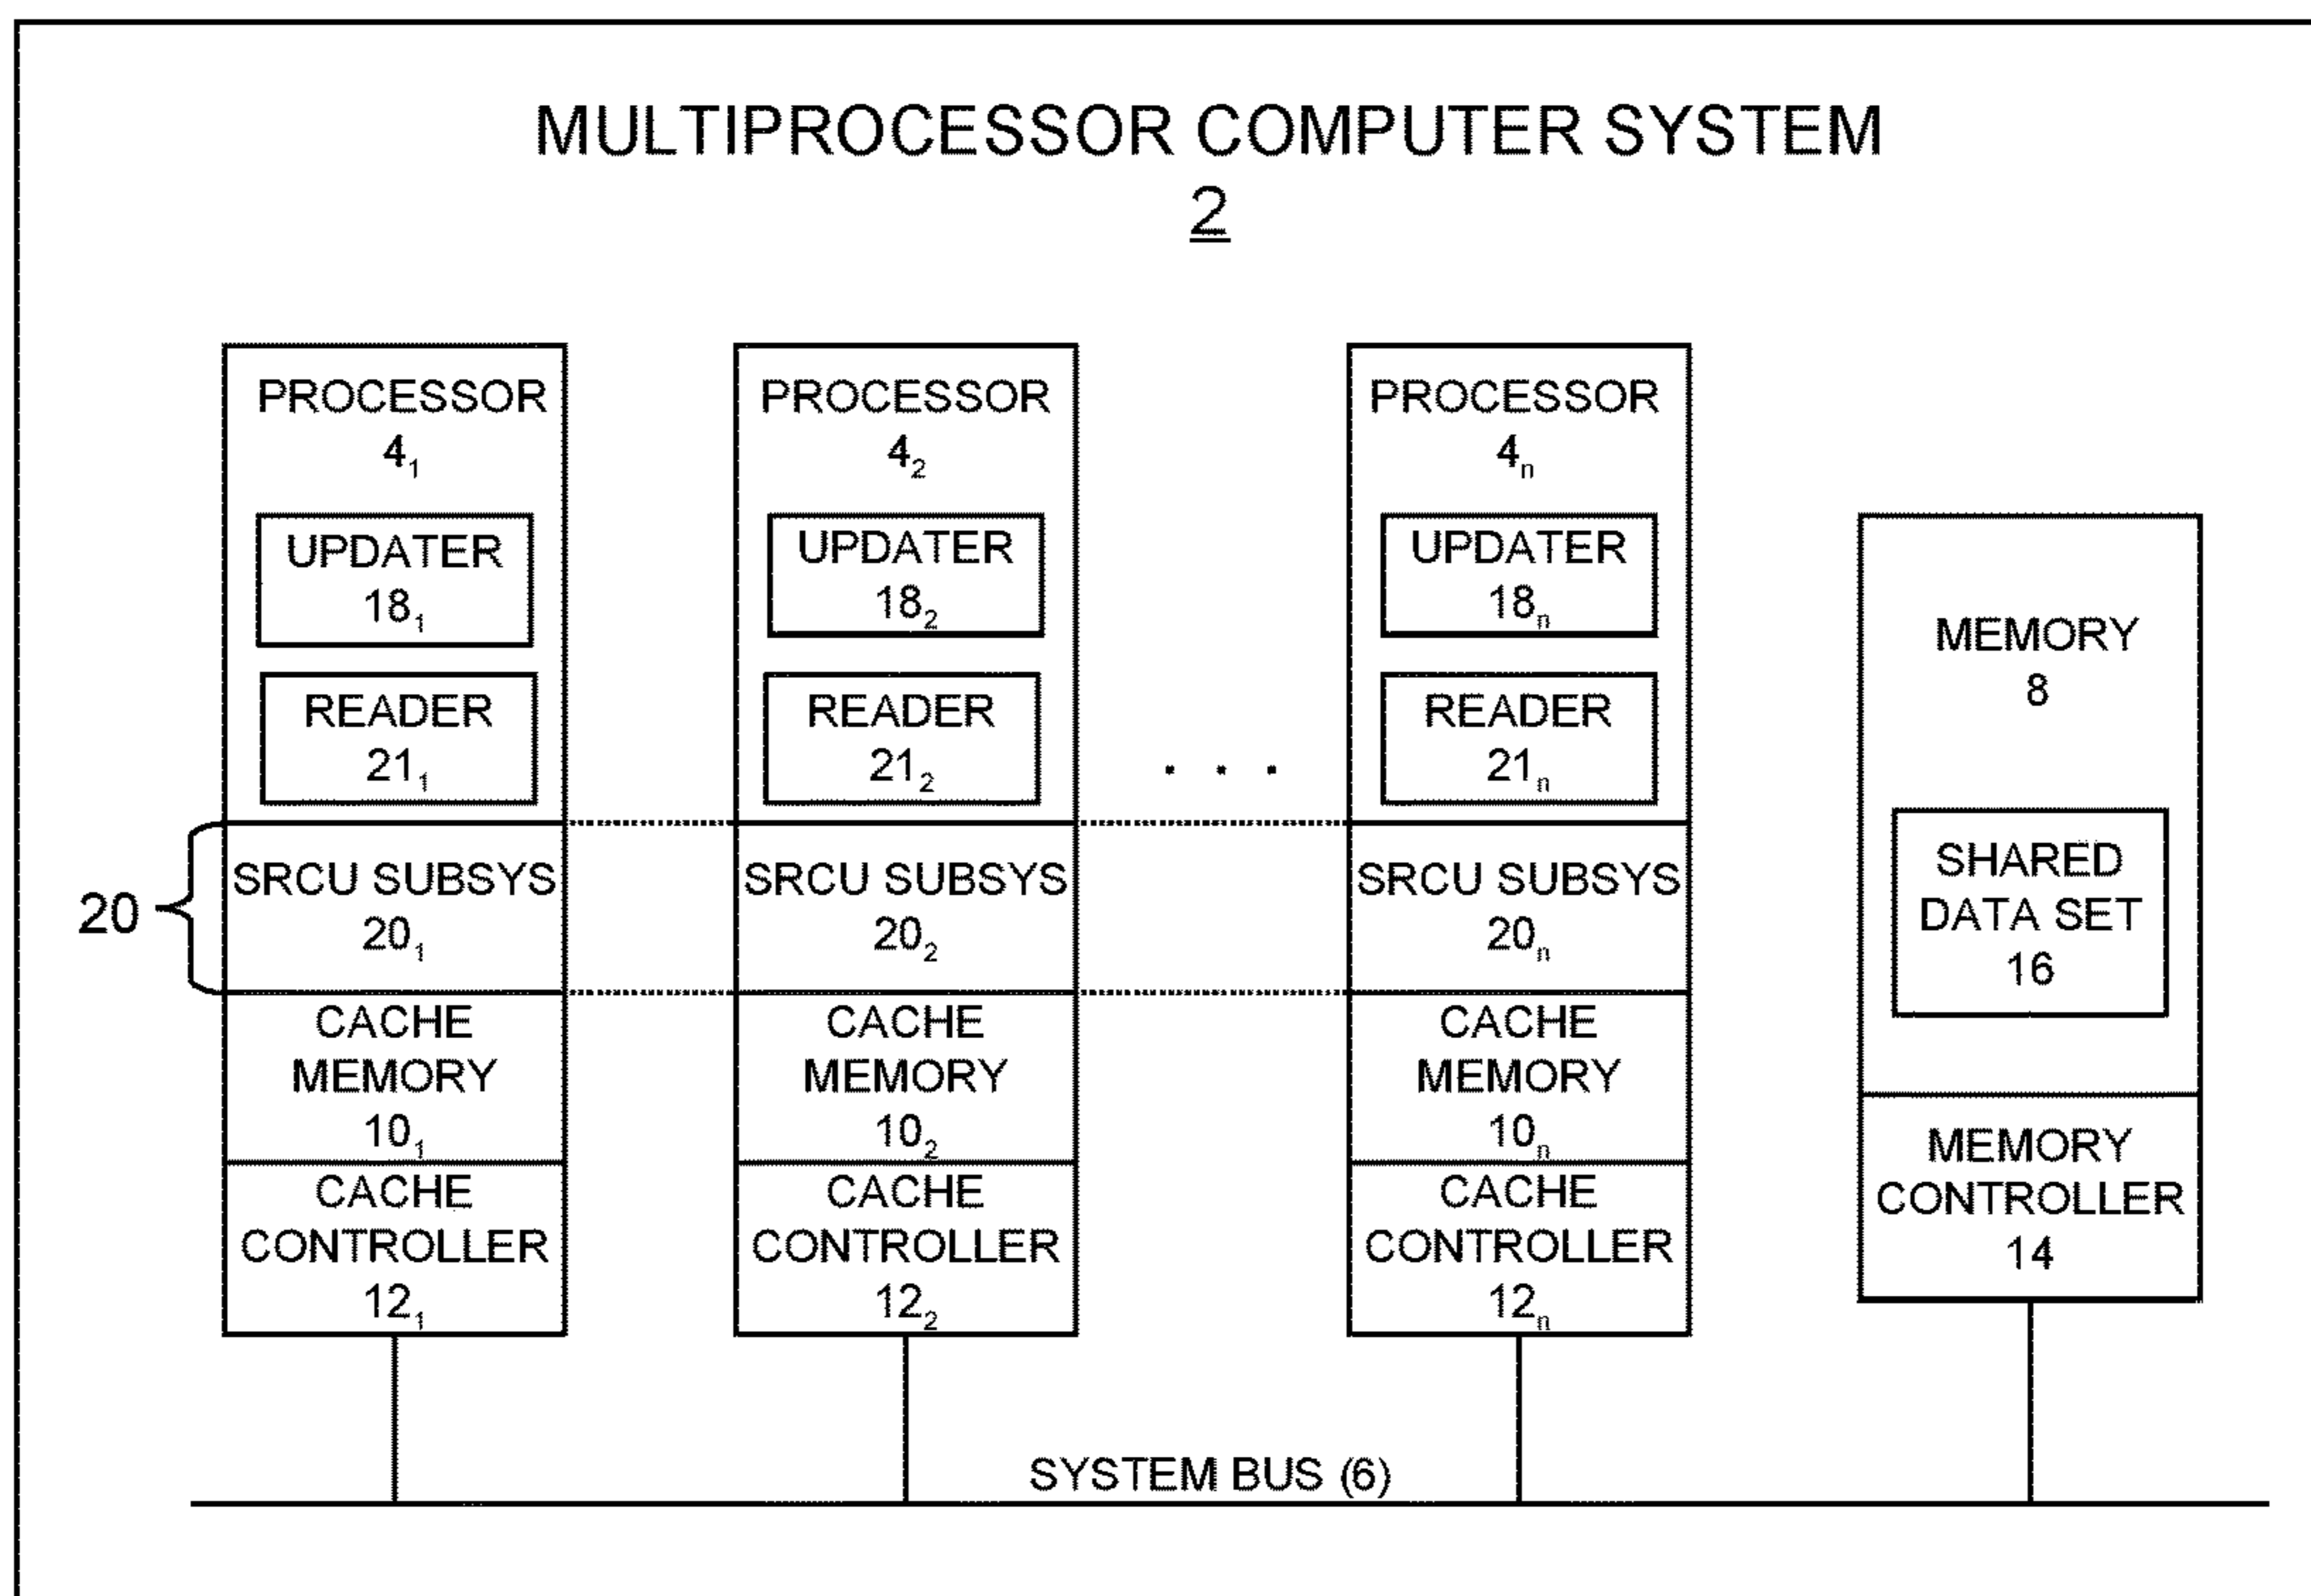 MULTIPROCESSOR COMPUTER SYSTEM
2
PROCESSOR
4₁
UPDATER
18₁
READER
21₁
SRCU SUBSYS
20₁
CACHE
MEMORY
10₁
CACHE
CONTROLLER
12₁
PROCESSOR
4₂
UPDATER
18₂
READER
21₂
SRCU SUBSYS
20₂
CACHE
MEMORY
10₂
CACHE
CONTROLLER
12₂
. . .
PROCESSOR
4ₙ
UPDATER
18ₙ
READER
21ₙ
SRCU SUBSYS
20ₙ
CACHE
MEMORY
10ₙ
CACHE
CONTROLLER
12ₙ
MEMORY
8
SHARED
DATA SET
16
MEMORY
CONTROLLER
14
20
SYSTEM BUS (6)